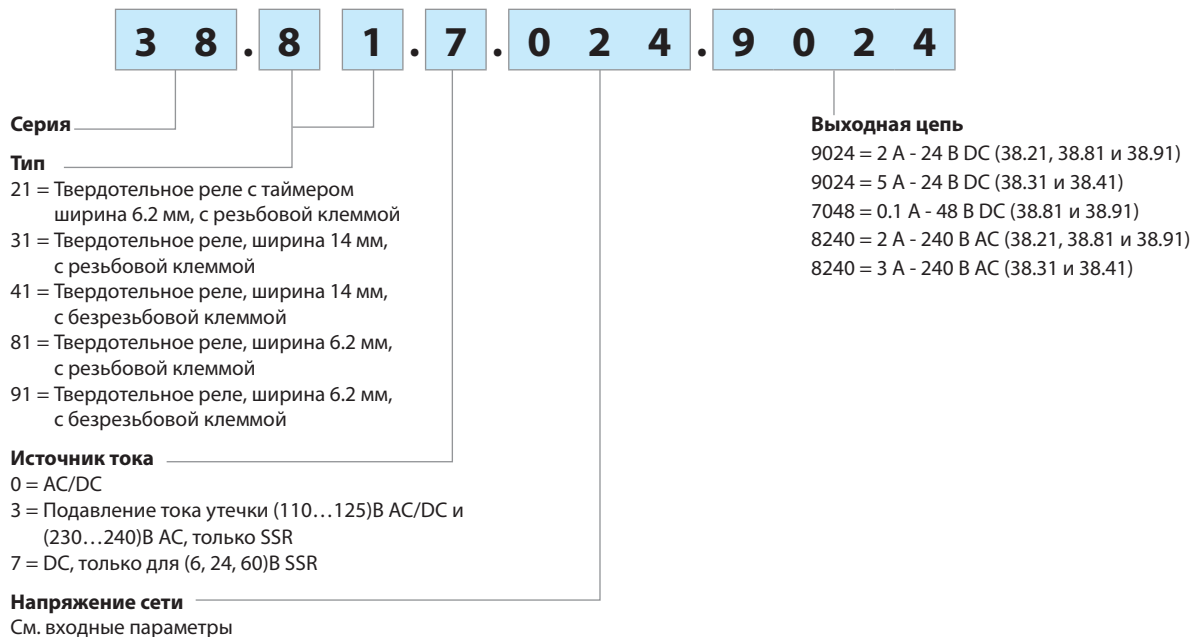 3 8 . 8 1 . 7 . 0 2 4 . 9 0 2 4
Серия
Тип
21 = Твердотельное реле с таймером
ширина 6.2 мм, с резьбовой клеммой
31 = Твердотельное реле, ширина 14 мм,
с резьбовой клеммой
41 = Твердотельное реле, ширина 14 мм,
с безрезьбовой клеммой
81 = Твердотельное реле, ширина 6.2 мм,
с резьбовой клеммой
91 = Твердотельное реле, ширина 6.2 мм,
с безрезьбовой клеммой
Источник тока
0 = AC/DC
3 = Подавление тока утечки (110…125)В AC/DC и
(230…240)В AC, только SSR
7 = DC, только для (6, 24, 60)В SSR
Напряжение сети
См. входные параметры
Выходная цепь
9024 = 2 A - 24 В DC (38.21, 38.81 и 38.91)
9024 = 5 A - 24 В DC (38.31 и 38.41)
7048 = 0.1 A - 48 В DC (38.81 и 38.91)
8240 = 2 A - 240 В AC (38.21, 38.81 и 38.91)
8240 = 3 A - 240 В AC (38.31 и 38.41)